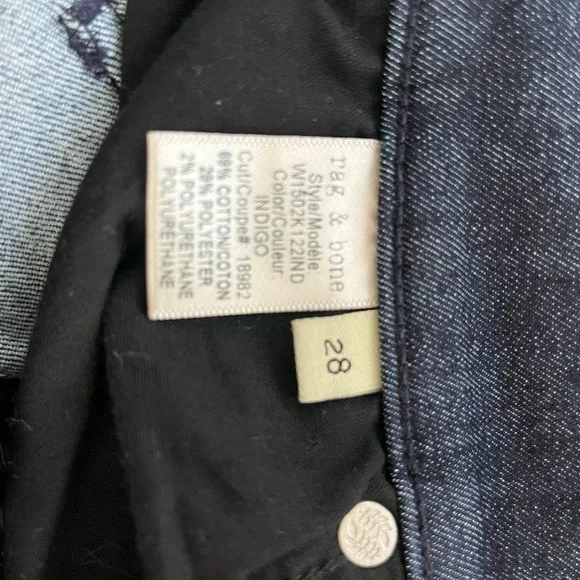 rag & bone
Style/Modèle:
W1502K122IND
Color/Couleur
INDIGO
Cut/Coupe#: 18982
69% COTTON/COTON
29% POLYESTER
2% POLYURETHANE
POLYURETHANE
28